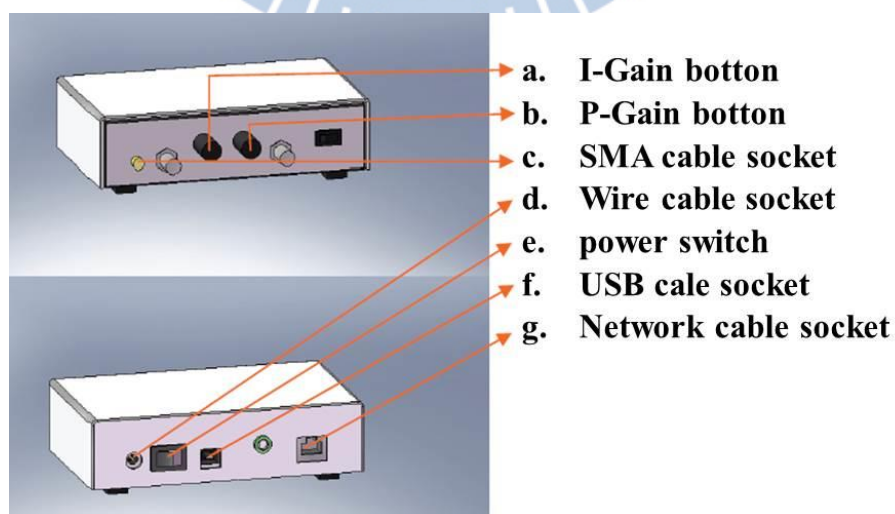 a. I-Gain botton
b. P-Gain botton
c. SMA cable socket
d. Wire cable socket
e. power switch
f. USB cale socket
g. Network cable socket